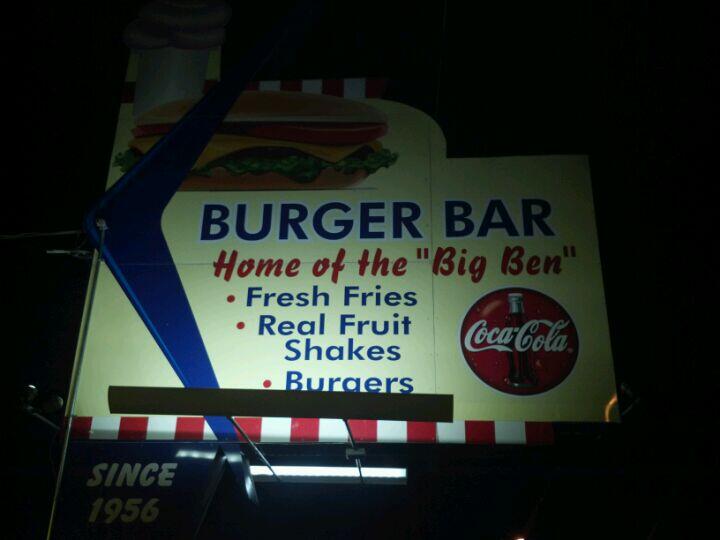 BURGER BAR
Home of the "Big Ben"
• Fresh Fries
• Real Fruit
Shakes
• Burgers
Coca-Cola
SINCE
1956